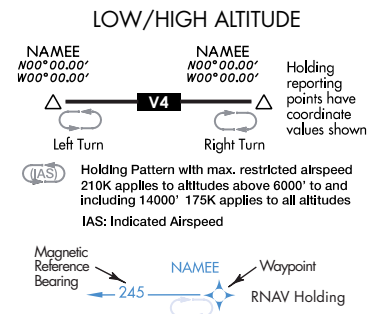 LOW/HIGH ALTITUDE
NAMEE
N00°00.00′
W00°00.00′
NAMEE
N00°00.00′
W00°00.00′
Holding
reporting
points have
coordinate
values shown
V4
Left Turn
Right Turn
(IAS)
Holding Pattern with max. restricted airspeed
210K applies to altitudes above 6000' to and
including 14000' 175K applies to all altitudes
IAS: Indicated Airspeed
Magnetic
Reference
Bearing
NAMEE
Waypoint
245
RNAV Holding